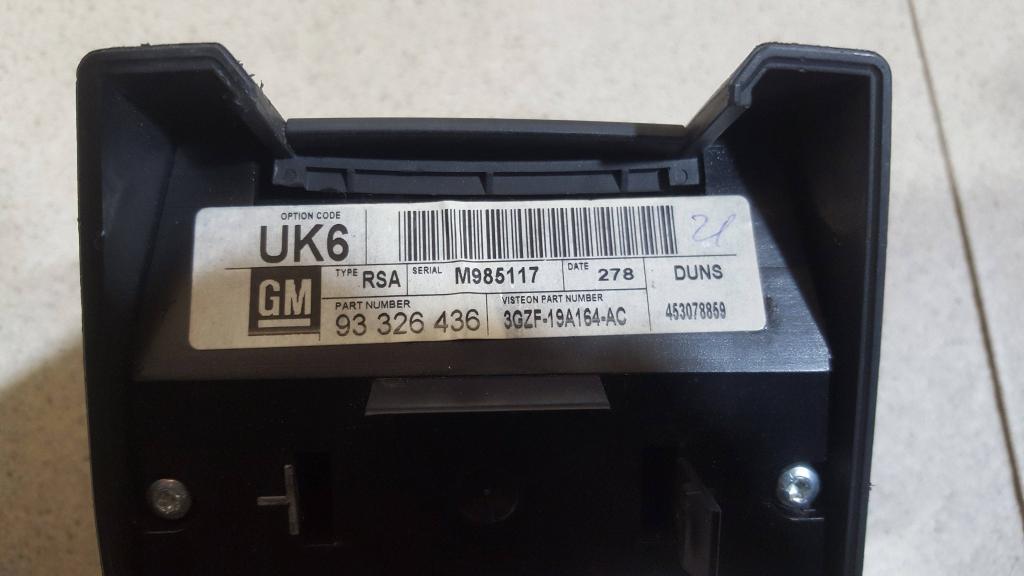 OPTION CODE
UK6
21
GM
TYPE RSA SERIAL M985117 DATE 278 DUNS
PART NUMBER VISTEON PART NUMBER
93 326 436 3GZF-19A164-AC 453078859